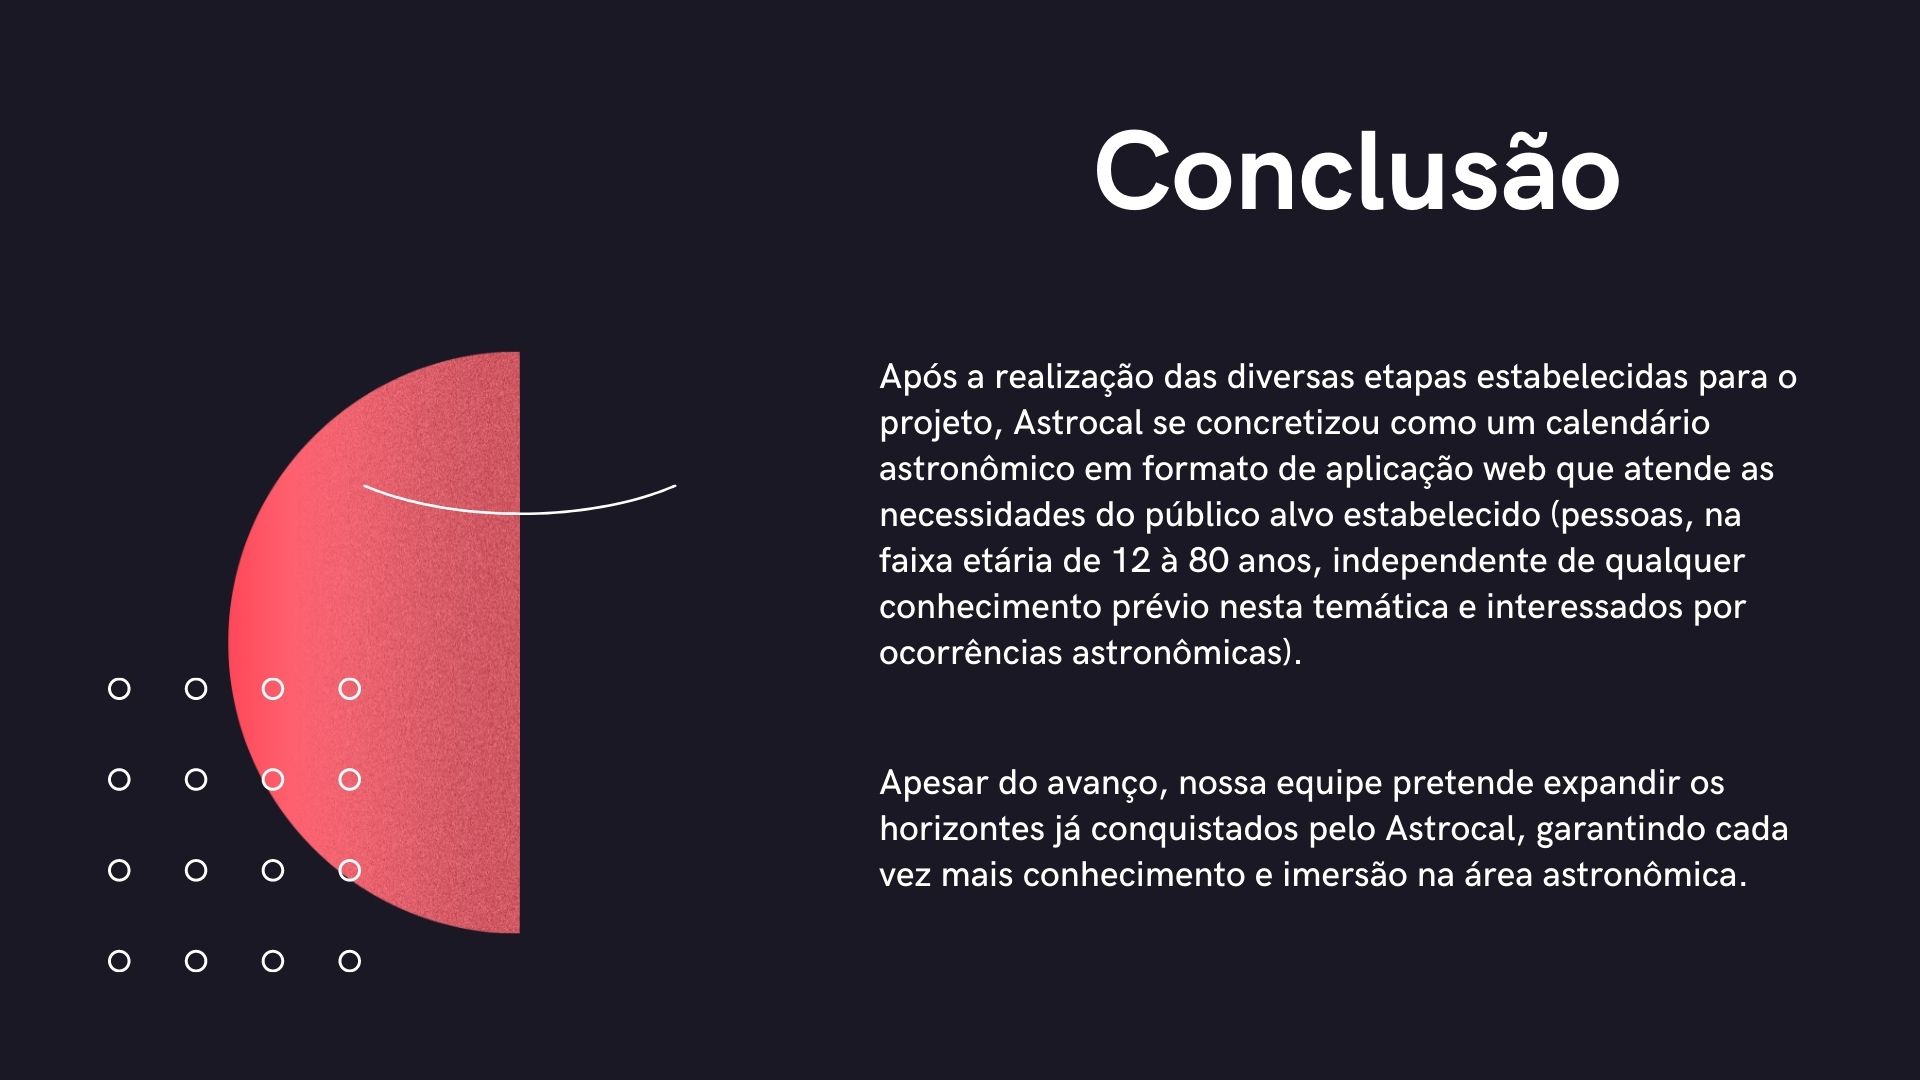 Conclusão
Após a realização das diversas etapas estabelecidas para o
projeto, Astrocal se concretizou como um calendário
astronômico em formato de aplicação web que atende as
necessidades do público alvo estabelecido (pessoas, na
faixa etária de 12 à 80 anos, independente de qualquer
conhecimento prévio nesta temática e interessados por
ocorrências astronômicas).
Apesar do avanço, nossa equipe pretende expandir os
horizontes já conquistados pelo Astrocal, garantindo cada
vez mais conhecimento e imersão na área astronômica.